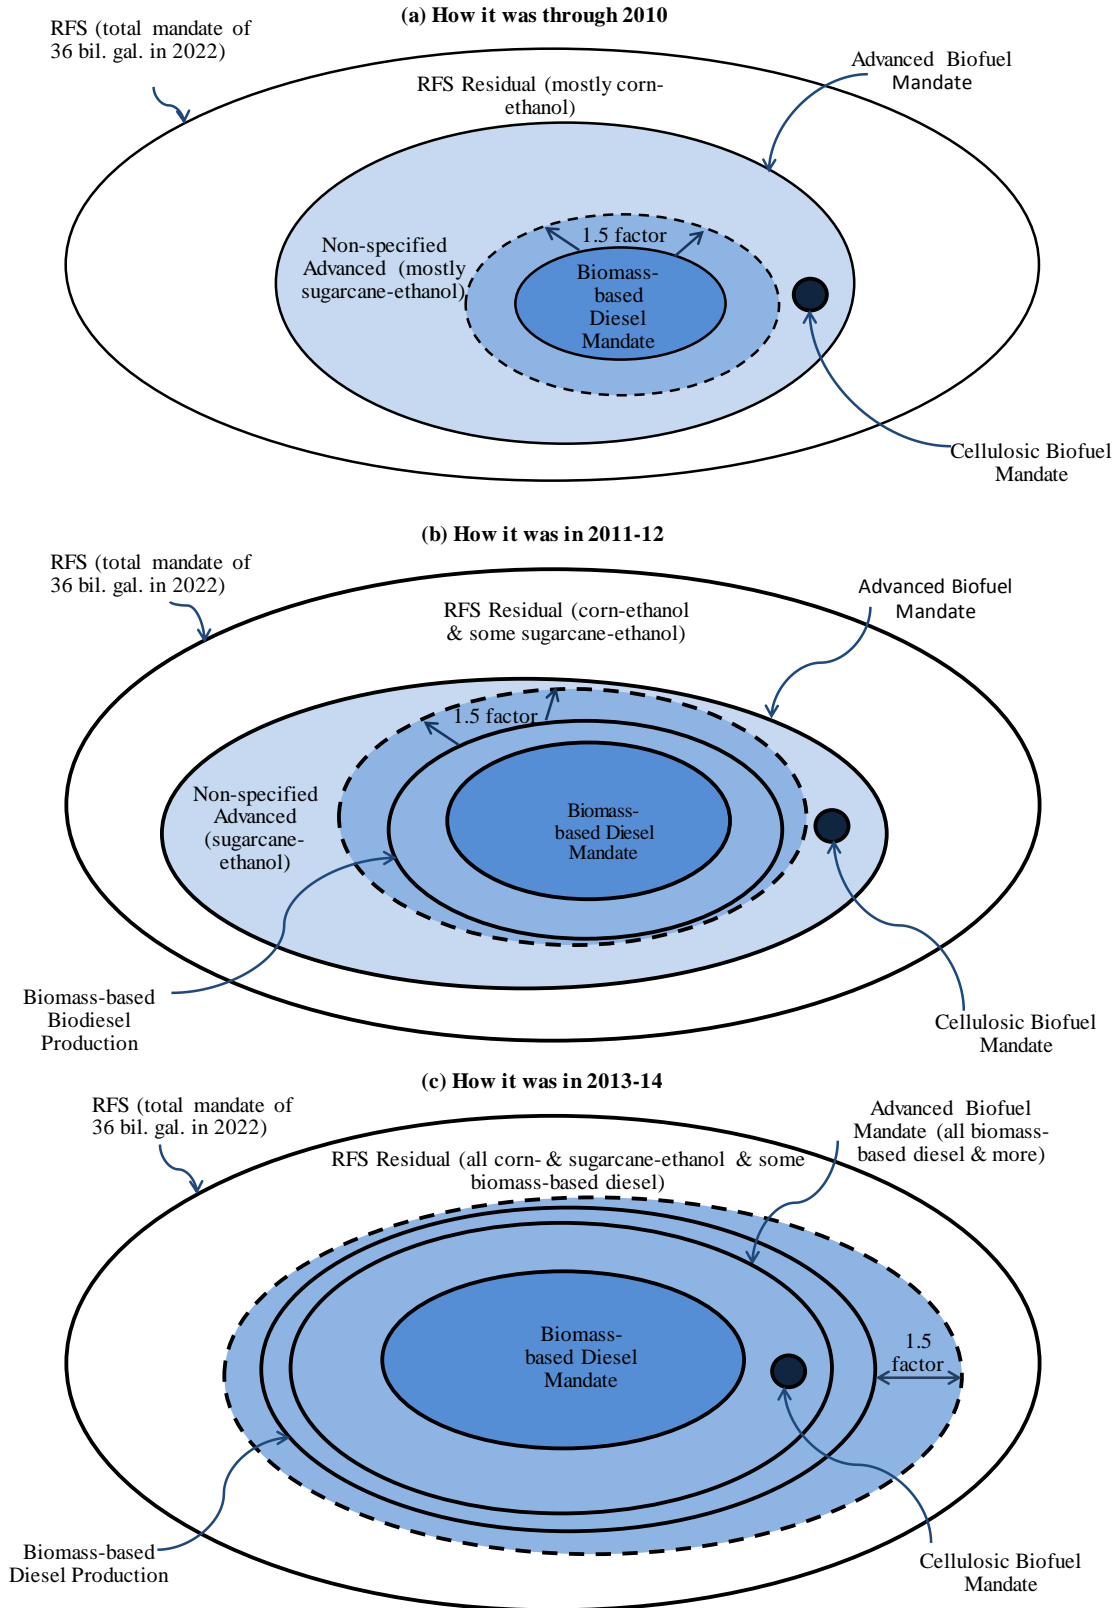 (a) How it was through 2010
RFS (total mandate of
36 bil. gal. in 2022)
Advanced Biofuel
Mandate
RFS Residual (mostly corn-
ethanol)
Non-specified
Advanced (mostly
sugarcane-ethanol)
1.5 factor
Biomass-
based
Diesel
Mandate
Cellulosic Biofuel
Mandate
(b) How it was in 2011-12
RFS (total mandate of
36 bil. gal. in 2022)
Advanced Biofuel
Mandate
RFS Residual (corn-ethanol
& some sugarcane-ethanol)
1.5 factor
Non-specified
Advanced
(sugarcane-
ethanol)
Biomass-
based Diesel
Mandate
Biomass-based
Biodiesel
Production
Cellulosic Biofuel
Mandate
(c) How it was in 2013-14
RFS (total mandate of
36 bil. gal. in 2022)
Advanced Biofuel
Mandate (all biomass-
based diesel & more)
RFS Residual (all corn- & sugarcane-ethanol & some
biomass-based diesel)
Biomass-
based Diesel
Mandate
1.5
factor
Biomass-based
Diesel Production
Cellulosic Biofuel
Mandate